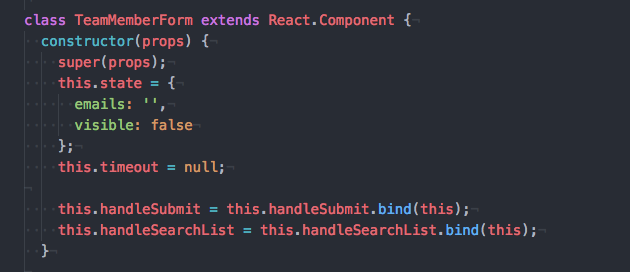 class TeamMemberForm extends React.Component {
constructor(props) {
super(props);
this.state = {
emails: '',
visible: false
};
this.timeout = null;
this.handleSubmit = this.handleSubmit.bind(this);
this.handleSearchList = this.handleSearchList.bind(this);
}